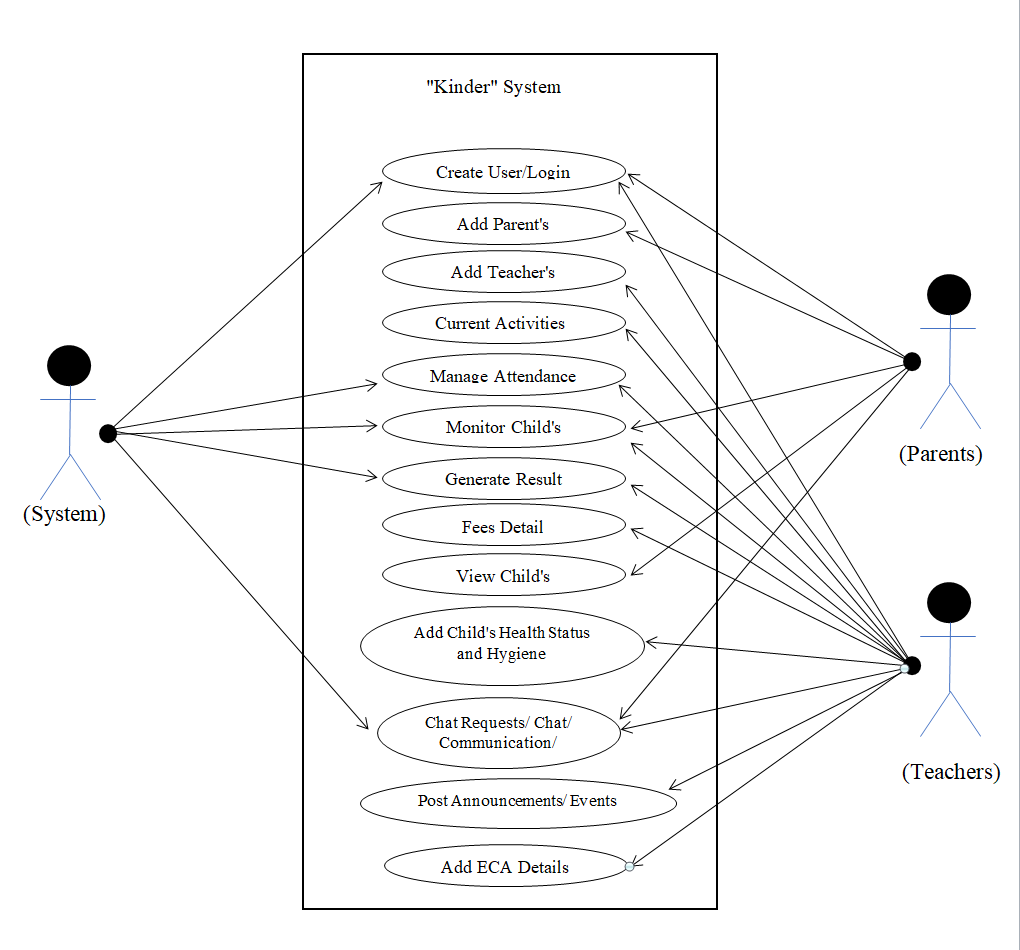 "Kinder" System
Create User/Login
Add Parent's
Add Teacher's
Current Activities
Manage Attendance
Monitor Child's
Generate Result
Fees Detail
View Child's
Add Child's Health Status
and Hygiene
Chat Requests/ Chat/
Communication/
Post Announcements/ Events
Add ECA Details
(System)
(Parents)
(Teachers)